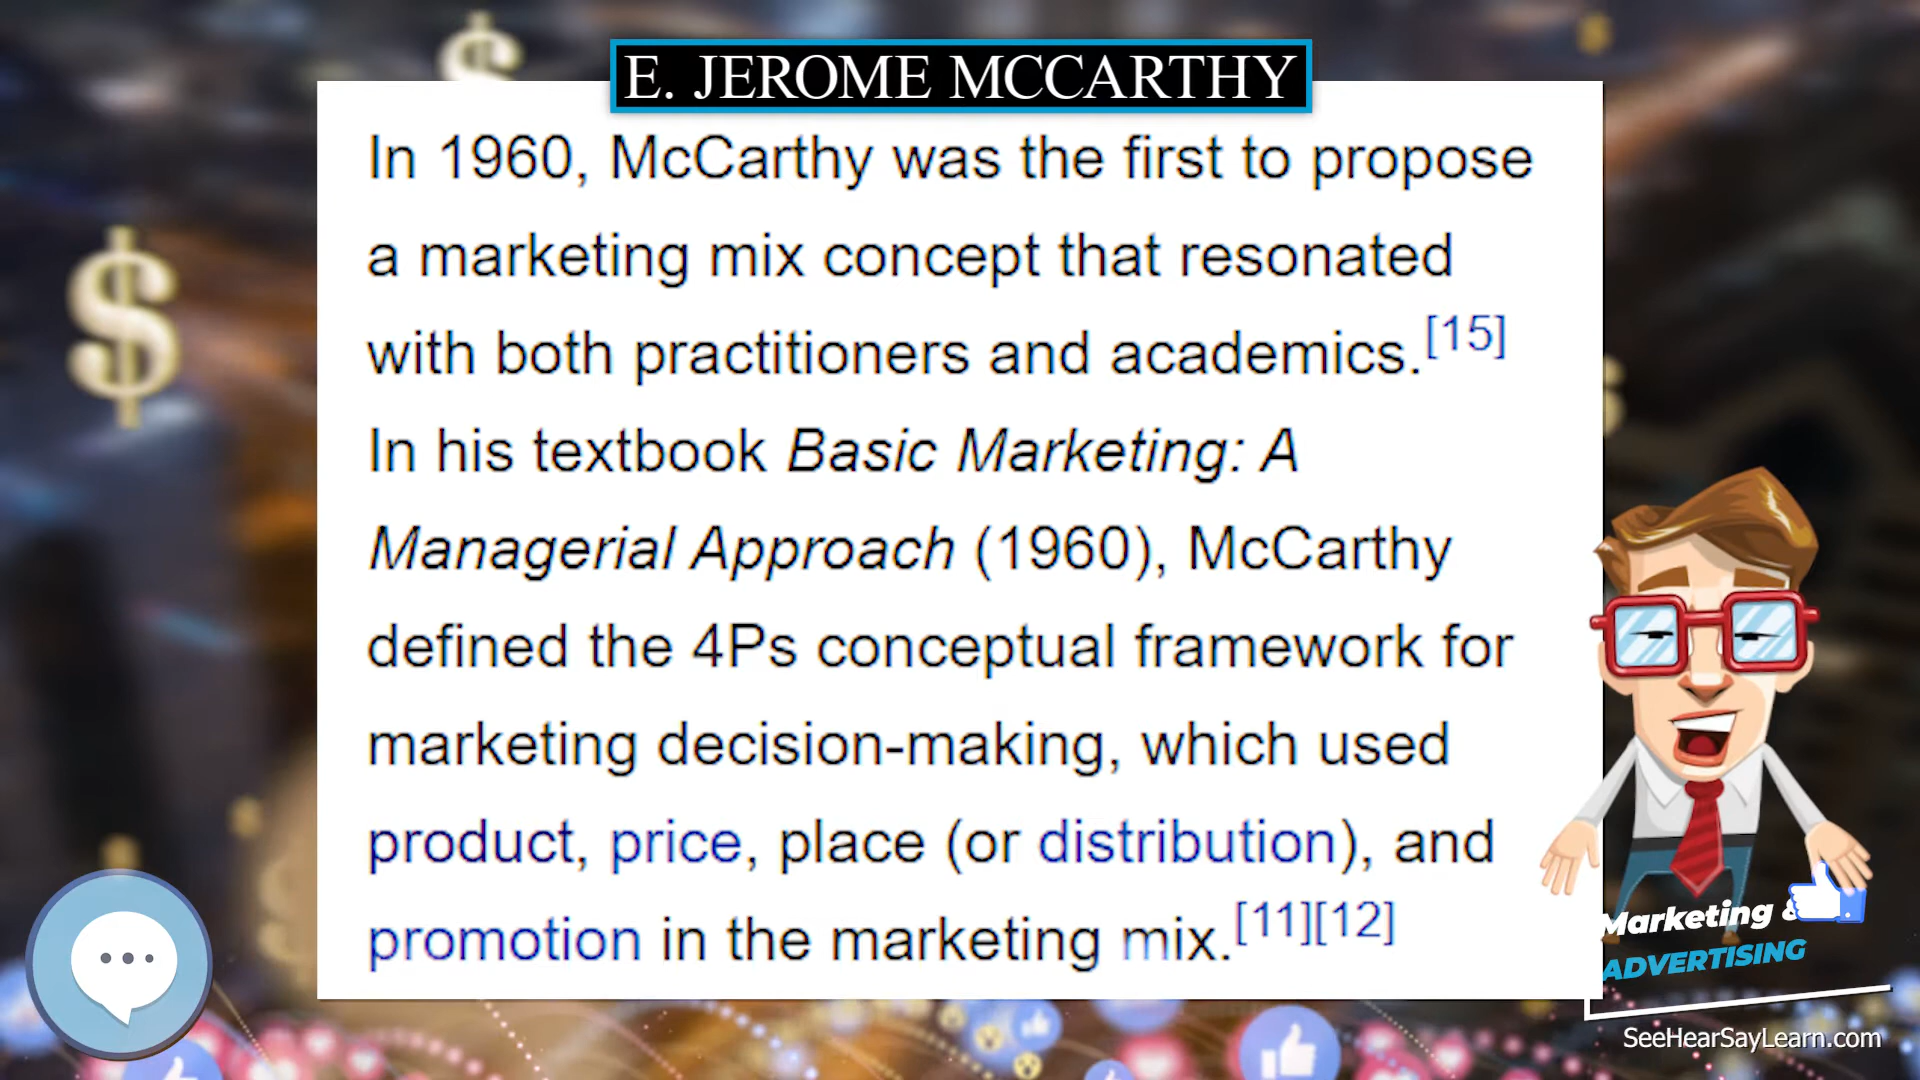 E. JEROME MCCARTHY
In 1960, McCarthy was the first to propose
a marketing mix concept that resonated
with both practitioners and academics.[15]
In his textbook Basic Marketing: A
Managerial Approach (1960), McCarthy
defined the 4Ps conceptual framework for
marketing decision-making, which used
product, price, place (or distribution), and
promotion in the marketing mix.[11][12]
Marketing &
ADVERTISING
SeeHearSayLearn.com